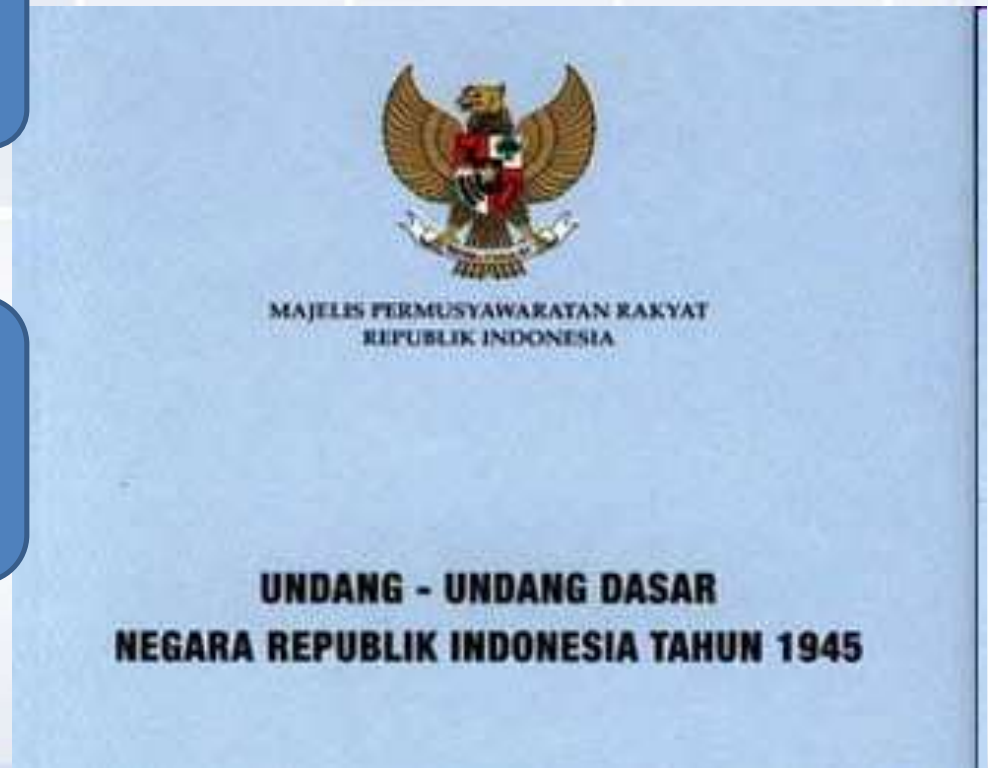 MAJELIS PERMUSYAWARATAN RAKYAT
REPUBLIK INDONESIA
UNDANG - UNDANG DASAR
NEGARA REPUBLIK INDONESIA TAHUN 1945